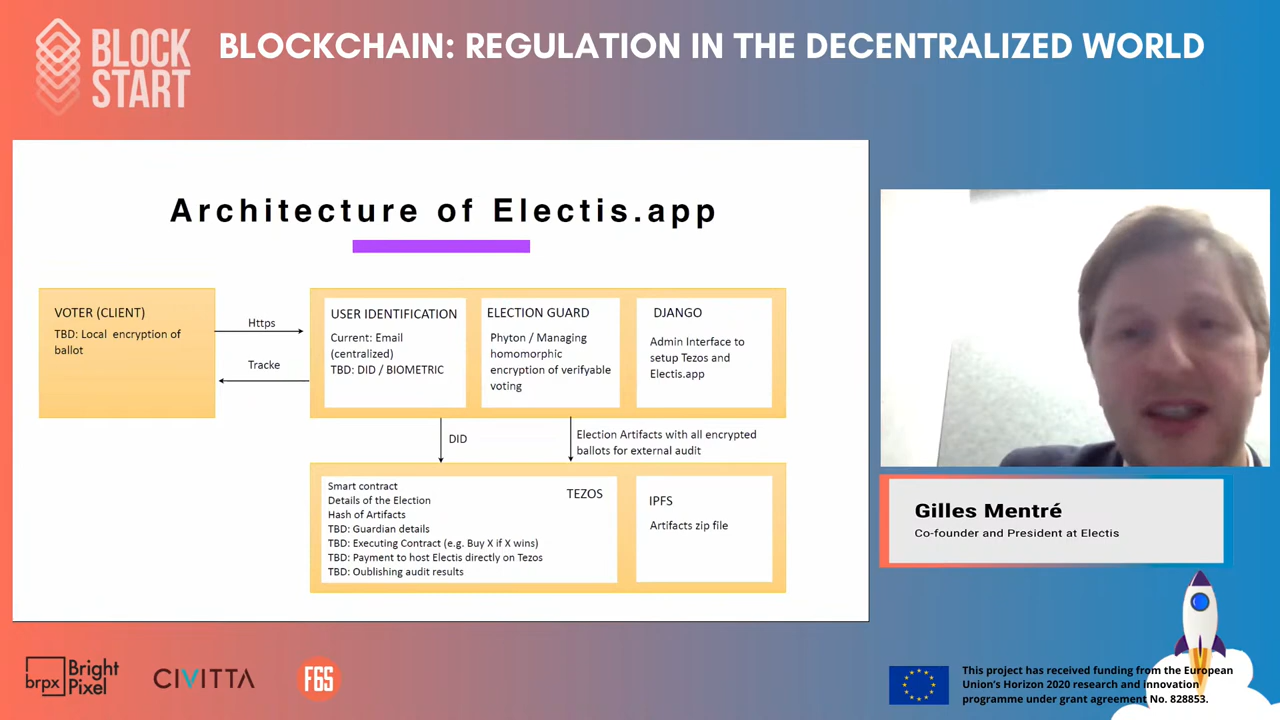 BLOCK
START
BLOCKCHAIN: REGULATION IN THE DECENTRALIZED WORLD
Architecture of Electis.app
VOTER (CLIENT)
TBD: Local encryption of
ballot
Https
Tracke
USER IDENTIFICATION
Current: Email
(centralized)
TBD: DID / BIOMETRIC
ELECTION GUARD
Phyton / Managing
homomorphic
encryption of verifyable
voting
DJANGO
Admin Interface to
setup Tezos and
Electis.app
DID
Election Artifacts with all encrypted
ballots for external audit
Smart contract
Details of the Election
Hash of Artifacts
TBD: Guardian details
TBD: Executing Contract (e.g. Buy X if X wins)
TBD: Payment to host Electis directly on Tezos
TBD: Oublishing audit results
TEZOS
IPFS
Artifacts zip file
Gilles Mentré
Co-founder and President at Electis
brpx
Bright
Pixel
CIVITTA
F6S
This project has received funding from the European
Union's Horizon 2020 research and innovation
programme under grant agreement No. 828853.